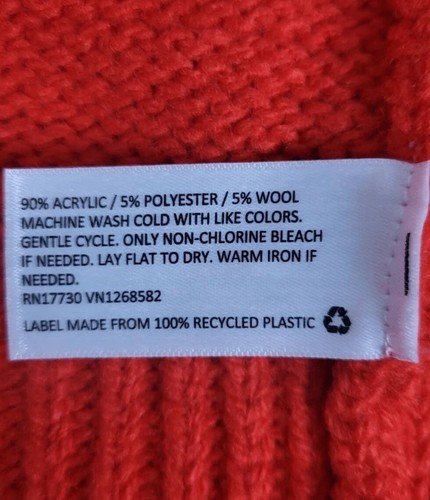 90% ACRYLIC / 5% POLYESTER / 5% WOOL
MACHINE WASH COLD WITH LIKE COLORS.
GENTLE CYCLE. ONLY NON-CHLORINE BLEACH
IF NEEDED. LAY FLAT TO DRY. WARM IRON IF
NEEDED.
RN17730 VN1268582
LABEL MADE FROM 100% RECYCLED PLASTIC